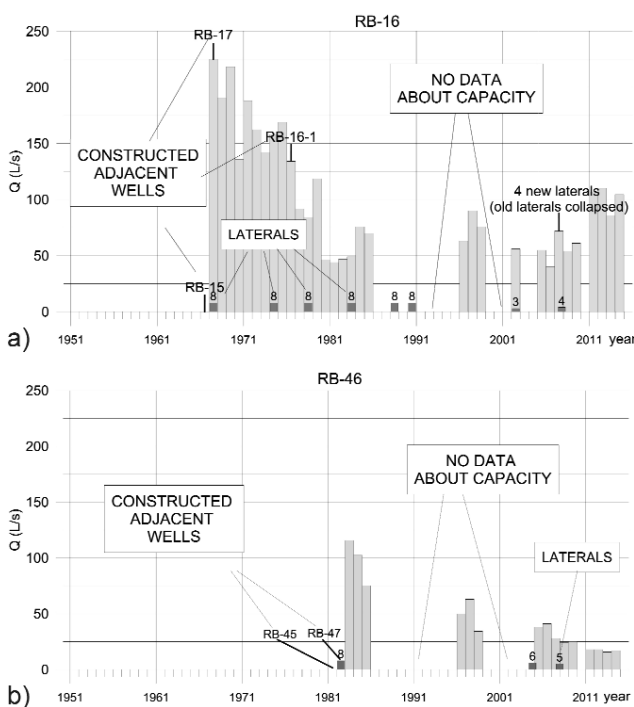 RB-16
RB-17
NO DATA
ABOUT CAPACITY
RB-16-1
CONSTRUCTED
ADJACENT
WELLS
4 new laterals
(old laterals collapsed)
LATERALS
RB-15
Q (L/s)
250
200
150
100
50
0
8 8 8 8 8 8 3 4
1951 1961 1971 1981 1991 2001 2011 year
a)
RB-46
Q (L/s)
250
200
150
100
50
0
NO DATA
ABOUT CAPACITY
CONSTRUCTED
ADJACENT
WELLS
LATERALS
RB-45 RB-47
8 6 5
1951 1961 1971 1981 1991 2001 2011 year
b)